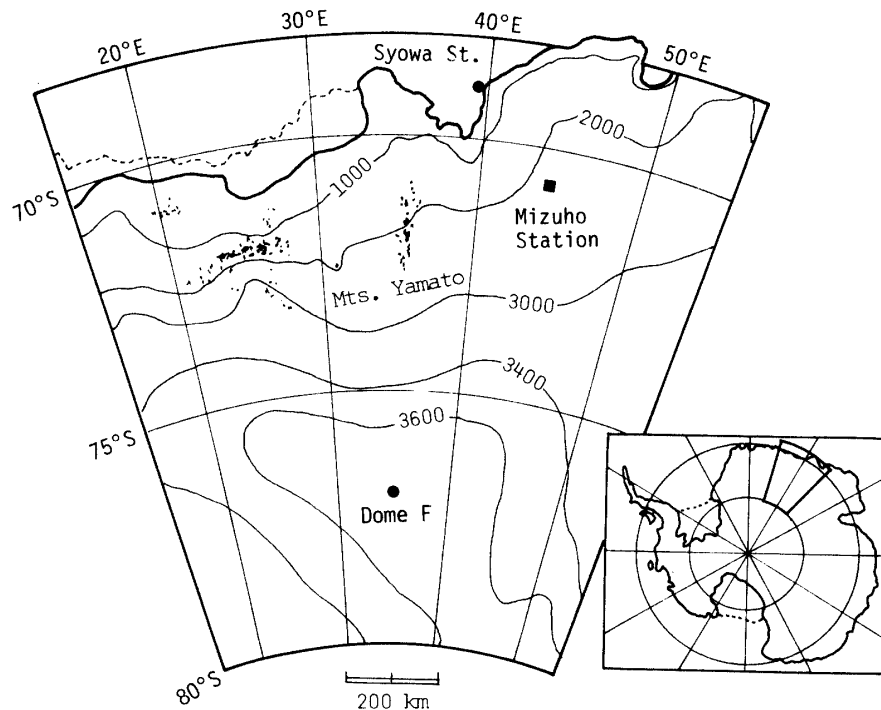 20°E
30°E
40°E
50°E
Syowa St.
2000
1000
70°S
Mizuho
Station
Mts. Yamato
3000
3400
3600
75°S
Dome F
80°S
200 km